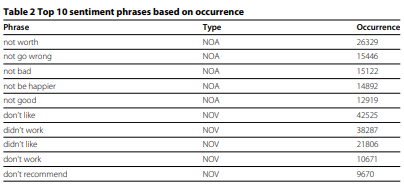 Table 2 Top 10 sentiment phrases based on occurrence
Phrase Type Occurrence
not worth NOA 26329
not go wrong NOA 15446
not bad NOA 15122
not be happier NOA 14892
not good NOA 12919
don't like NOV 42525
didn't work NOV 38287
didn't like NOV 21806
don't work NOV 10671
don't recommend NOV 9670